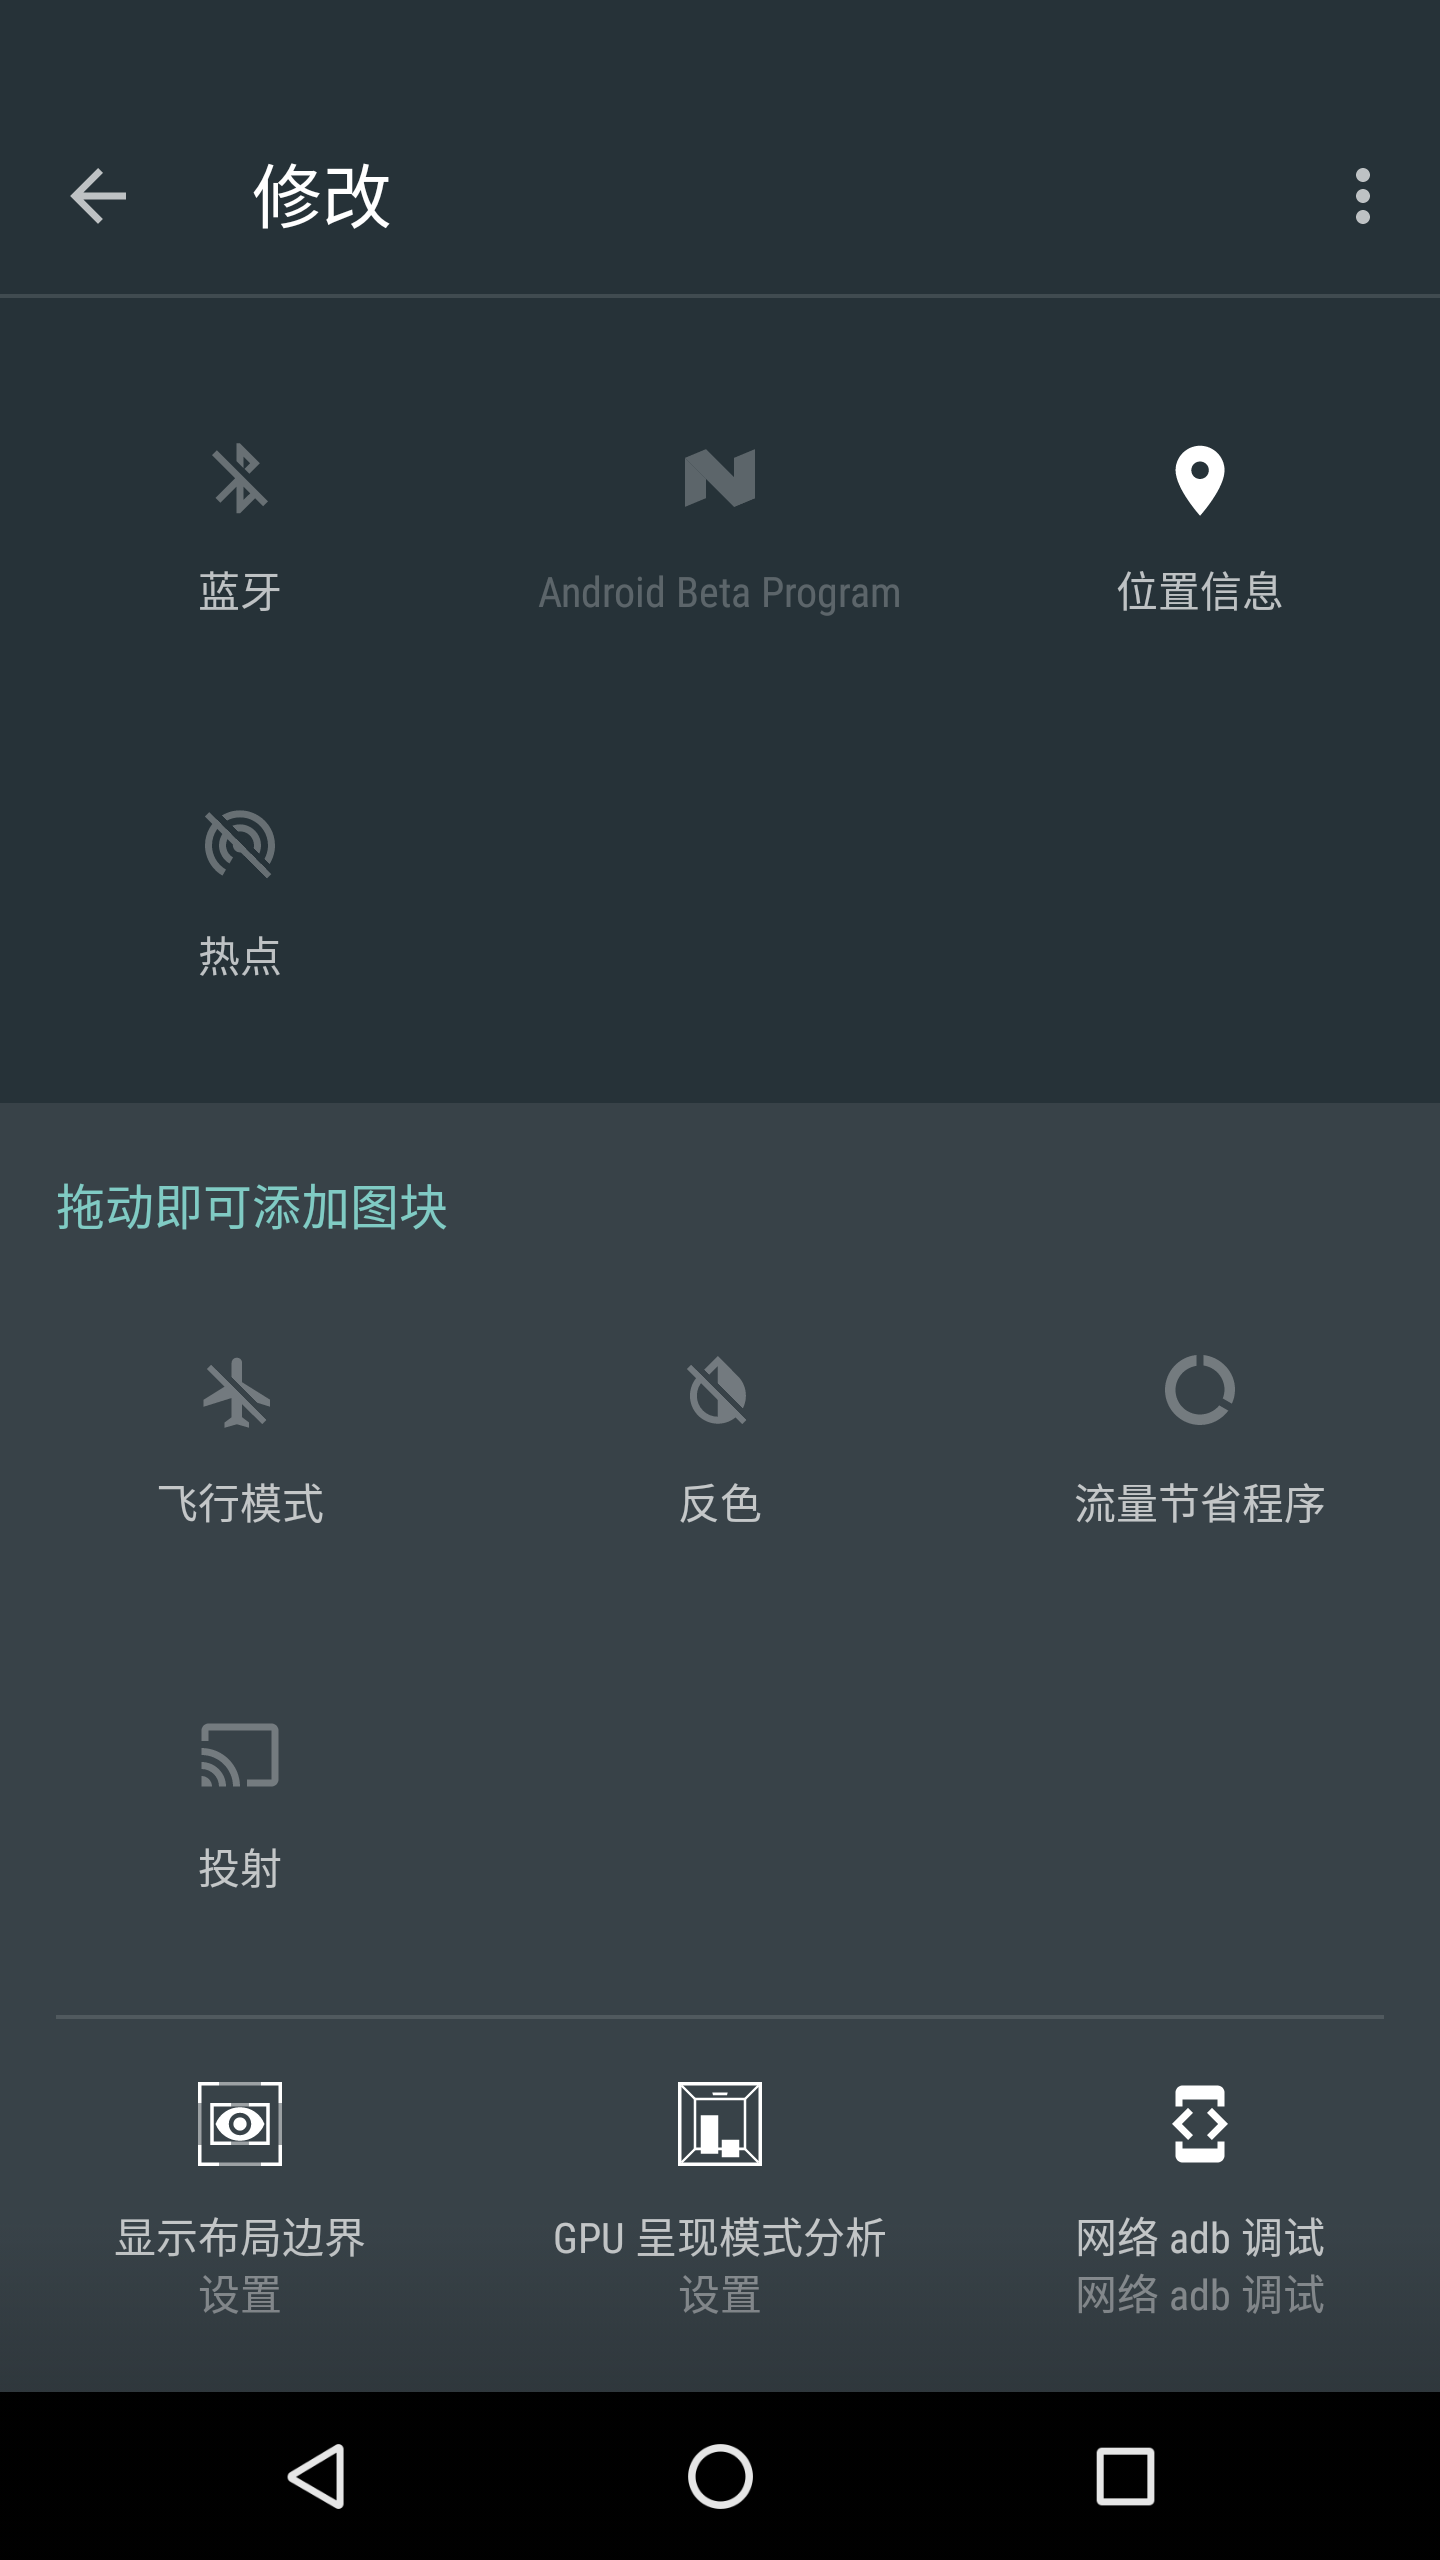 修改
蓝牙
Android Beta Program
位置信息
热点
拖动即可添加图块
飞行模式
反色
流量节省程序
投射
显示布局边界
设置
GPU 呈现模式分析
设置
网络 adb 调试
网络 adb 调试